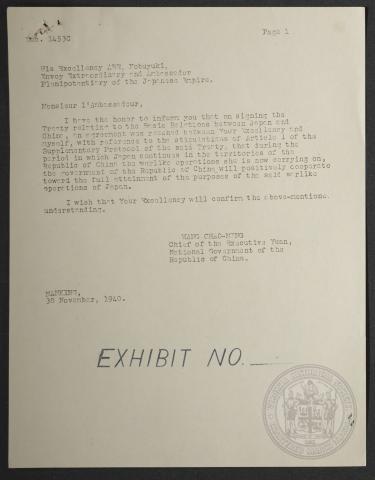 Doc. 1453C
Page 1
His Excellency ABE, Nobuyuki,
Envoy Extraordinary and Ambassador
Plenipotentiary of the Japanese Empire.
Monsieur l'Ambassadeur,
I have the honor to inform you that on signing the
Treaty relating to the Basic Relations between Japan and
China, an agreement was reached between Your Excellency and
myself, with reference to the stipulations of Article 1 of the
Supplementary Protocol of the said Treaty, that during the
period in which Japan continues in the territories of the
Republic of China the warlike operations she is now carrying on,
the government of the Republic of China will positively cooperate
toward the full attainment of the purposes of the said warlike
operations of Japan.
I wish that Your Excellency will confirm the above-mentione
understanding.
WANG CHAO-MING
Chief of the Executive Yuan,
National Government of the
Republic of China.
NANKING,
30 November, 1940.
EXHIBIT NO.